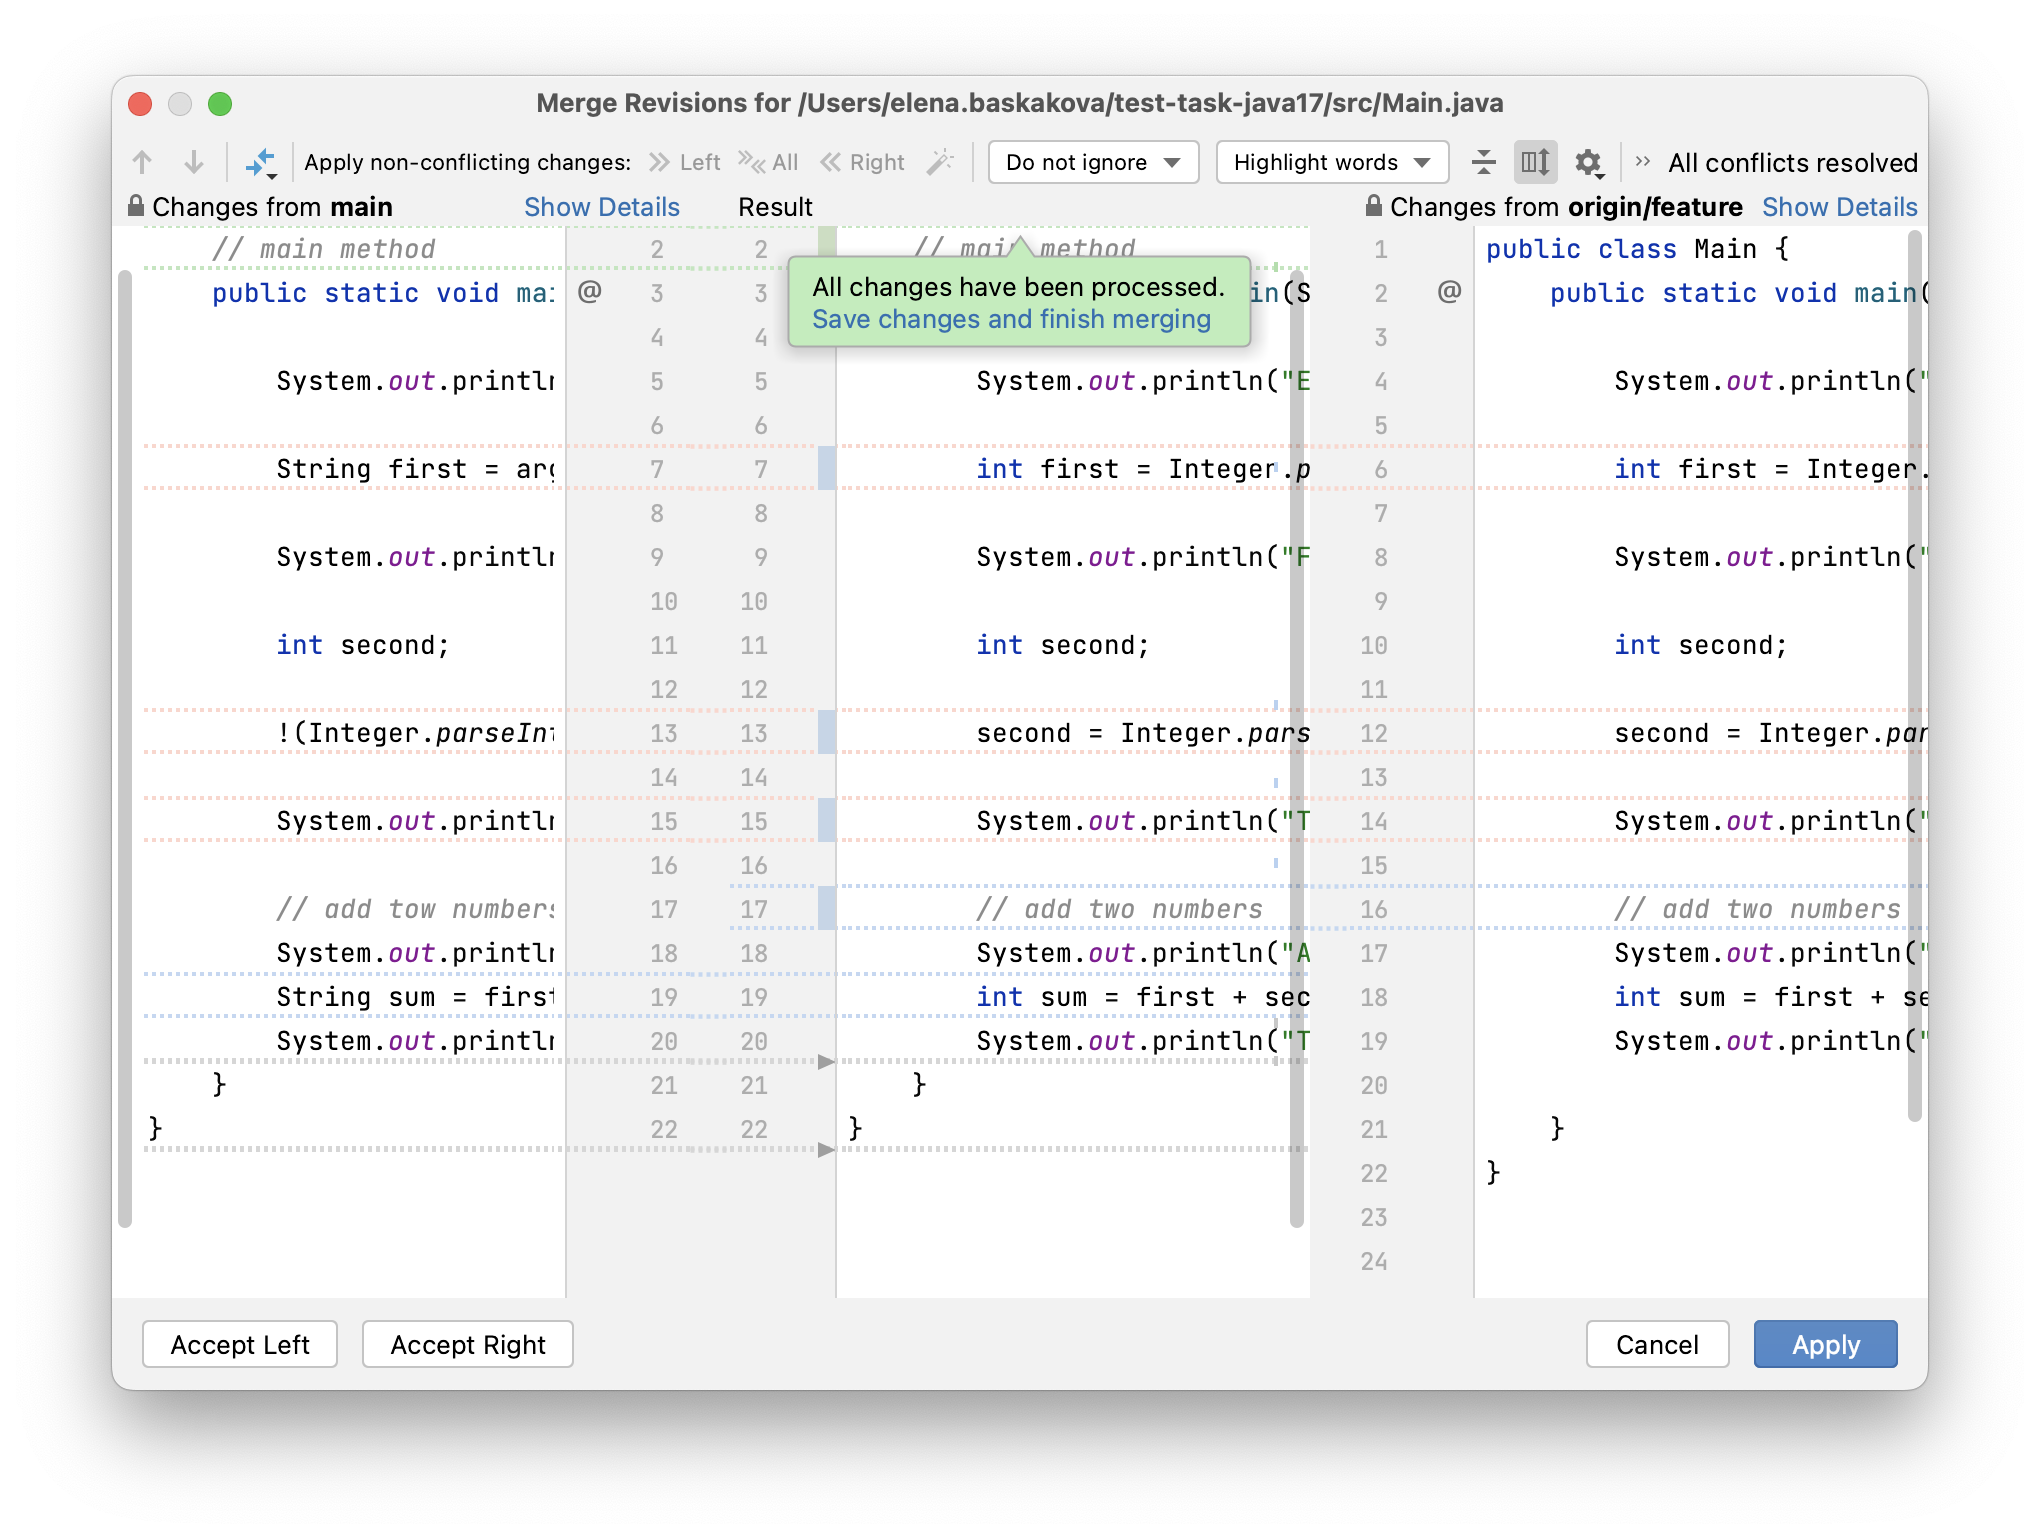 Merge Revisions for /Users/elena.baskakova/test-task-java17/src/Main.java
Apply non-conflicting changes: Left All Right Do not ignore Highlight words All conflicts resolved
Changes from main Show Details Result Changes from origin/feature Show Details
// main method 2 2 // main method 1 public class Main {
public static void mai @ 3 3 in(S 2 @ public static void main(
All changes have been processed.
Save changes and finish merging
4 4 3
System.out.println 5 5 System.out.println("E 4 System.out.println("
6 6 5
String first = arg 7 7 int first = Integer.p 6 int first = Integer.
8 8 7
System.out.println 9 9 System.out.println("F 8 System.out.println("
10 10 9
int second; 11 11 int second; 10 int second;
12 12 11
!(Integer.parseInt 13 13 second = Integer.pars 12 second = Integer.par
14 14 13
System.out.println 15 15 System.out.println("T 14 System.out.println("
16 16 15
// add tow numbers 17 17 // add two numbers 16 // add two numbers
System.out.println 18 18 System.out.println("A 17 System.out.println("
String sum = first 19 19 int sum = first + sec 18 int sum = first + se
System.out.println 20 20 System.out.println("T 19 System.out.println("
} 21 21 } 20
} 22 22 } 21 }
22 }
23
24
Accept Left Accept Right Cancel Apply